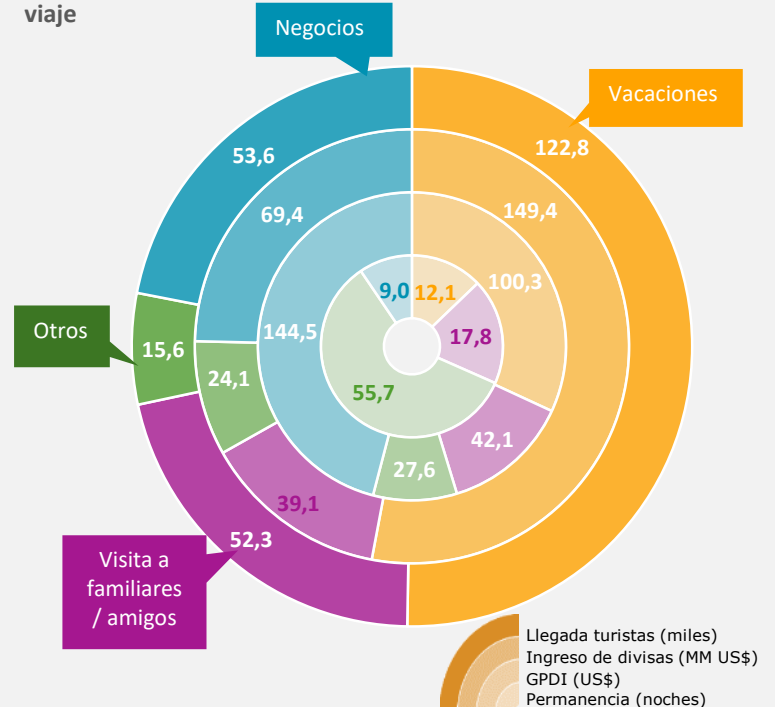 viaje
Negocios
Vacaciones
122,8
53,6
149,4
69,4
100,3
9,0
12,1
144,5
17,8
Otros
15,6
24,1
55,7
42,1
27,6
39,1
52,3
Visita a
familiares
/ amigos
Llegada turistas (miles)
Ingreso de divisas (MM US$)
GPDI (US$)
Permanencia (noches)